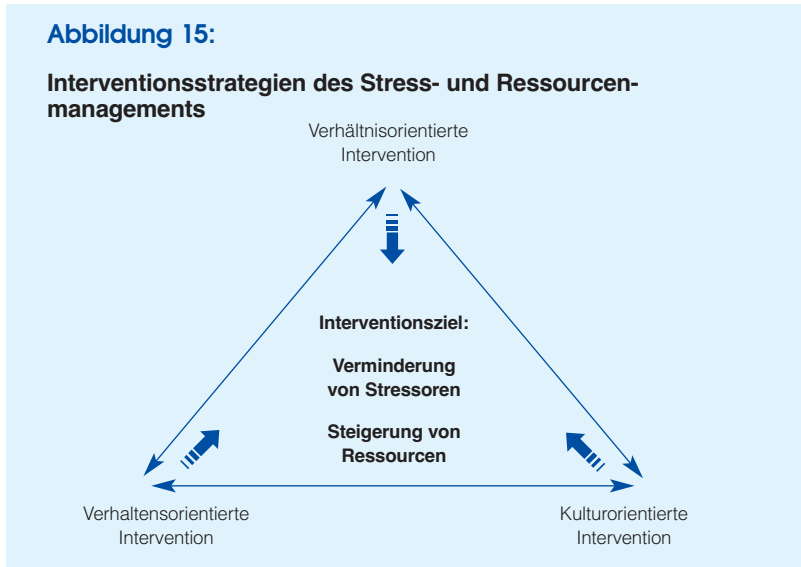 Abbildung 15:
Interventionsstrategien des Stress- und Ressourcen-
managements
Verhältnisorientierte
Intervention
Interventionsziel:
Verminderung
von Stressoren
Steigerung von
Ressourcen
Verhaltensorientierte
Intervention
Kulturorientierte
Intervention